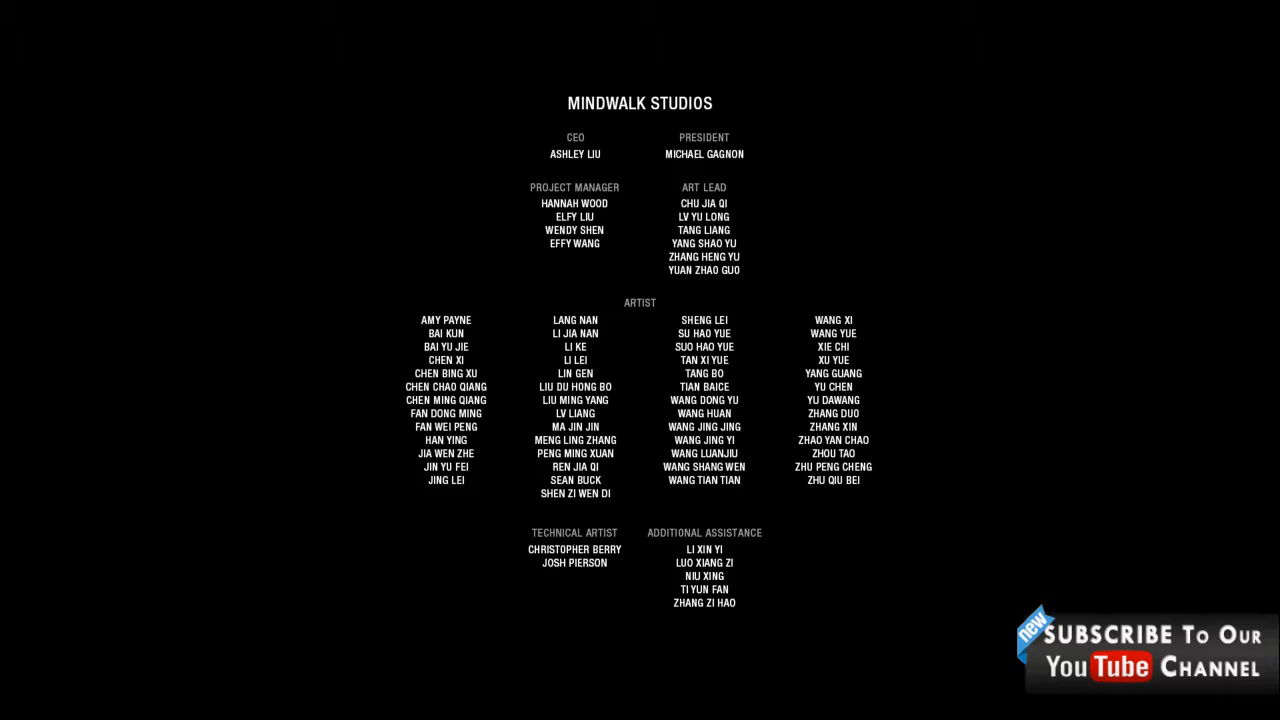 MINDWALK STUDIOS
CEO
ASHLEY LIU
PRESIDENT
MICHAEL GAGNON
PROJECT MANAGER
HANNAH WOOD
ELFY LIU
WENDY SHEN
EFFY WANG
ART LEAD
CHU JIA QI
LV YU LONG
TANG LIANG
YANG SHAO YU
ZHANG HENG YU
YUAN ZHAO GUO
ARTIST
AMY PAYNE
BAI KUN
BAI YU JIE
CHEN XI
CHEN BING XU
CHEN CHAO QIANG
CHEN MING QIANG
FAN DONG MING
FAN WEI PENG
HAN YING
JIA WEN ZHE
JIN YU FEI
JING LEI
LANG NAN
LI JIA NAN
LI KE
LI LEI
LIN GEN
LIU DU HONG BO
LIU MING YANG
LV LIANG
MA JIN JIN
MENG LING ZHANG
PENG MING XUAN
REN JIA QI
SEAN BUCK
SHEN ZI WEN DI
SHENG LEI
SU HAO YUE
SUO HAO YUE
TAN XI YUE
TANG BO
TIAN BAICE
WANG DONG YU
WANG HUAN
WANG JING JING
WANG JING YI
WANG LUANJIU
WANG SHANG WEN
WANG TIAN TIAN
WANG XI
WANG YUE
XIE CHI
XU YUE
YANG GUANG
YU CHEN
YU DAWANG
ZHANG DUO
ZHANG XIN
ZHAO YAN CHAO
ZHOU TAO
ZHU PENG CHENG
ZHU QIU BEI
TECHNICAL ARTIST
CHRISTOPHER BERRY
JOSH PIERSON
ADDITIONAL ASSISTANCE
LI XIN YI
LUO XIANG ZI
NIU XING
TI YUN FAN
ZHANG ZI HAO
new
SUBSCRIBE TO OUR
YouTube CHANNEL